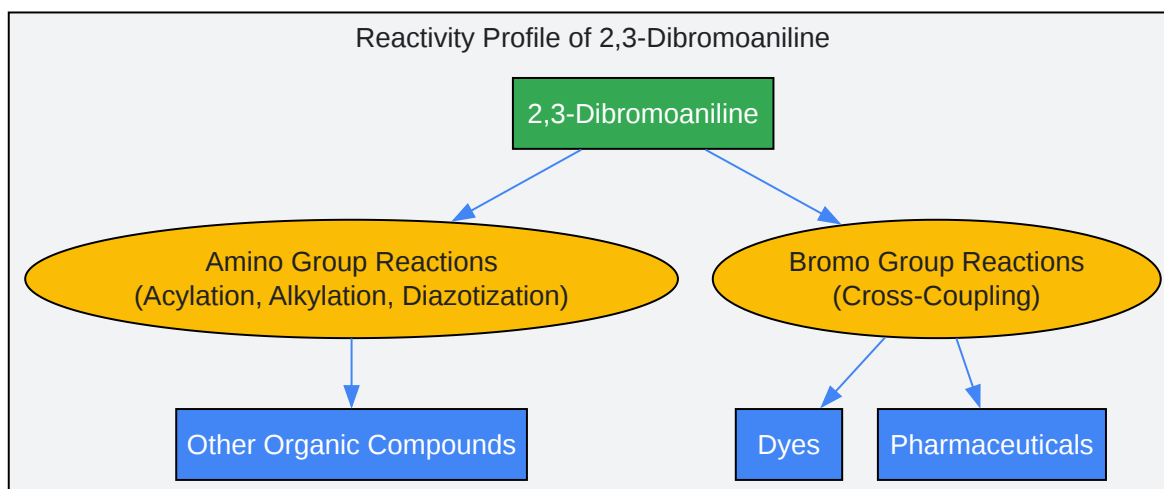 Reactivity Profile of 2,3-Dibromoaniline
2,3-Dibromoaniline
Amino Group Reactions
(Acylation, Alkylation, Diazotization)
Bromo Group Reactions
(Cross-Coupling)
Other Organic Compounds
Dyes
Pharmaceuticals